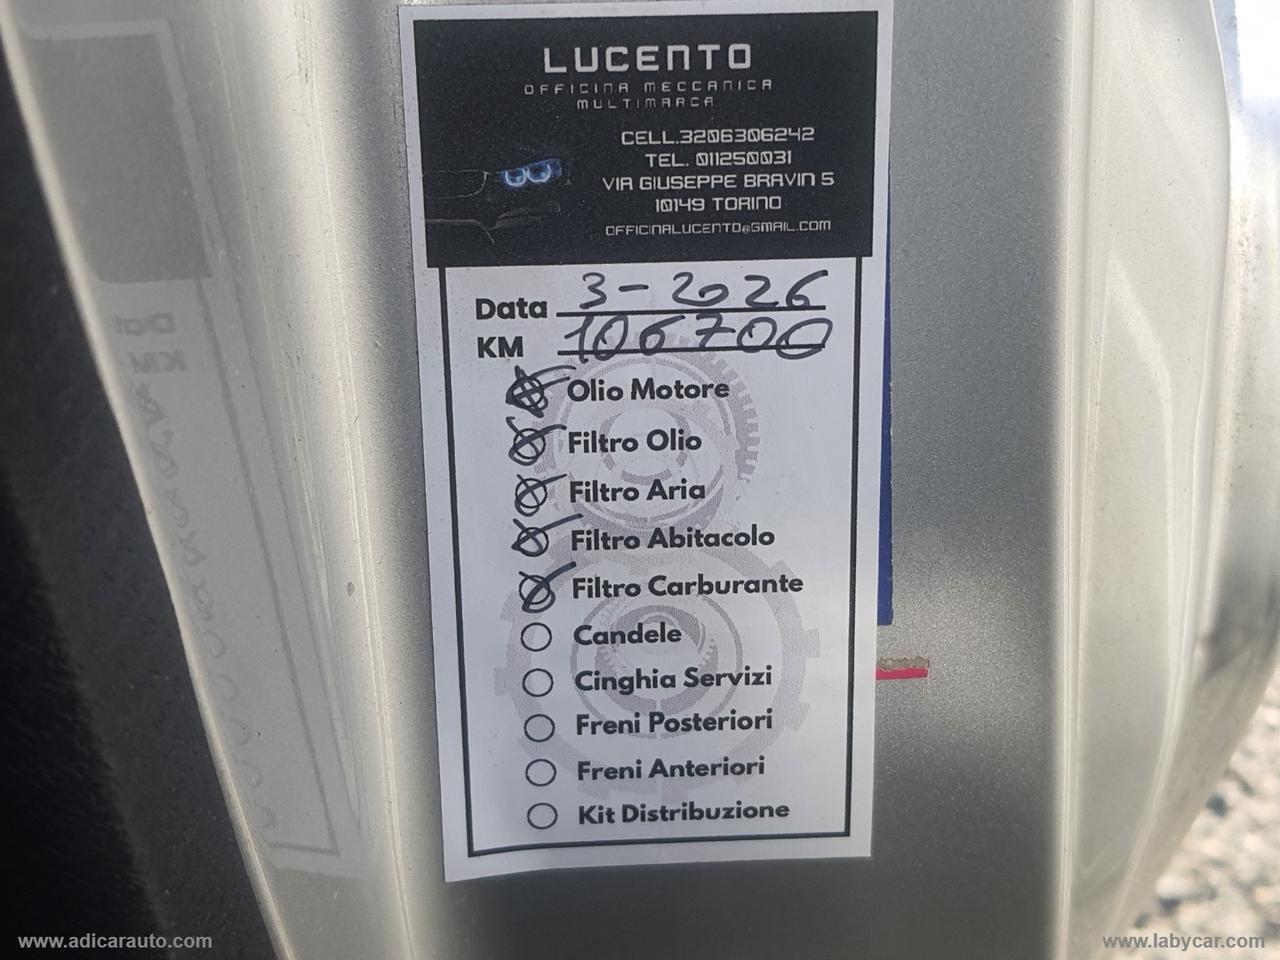 LUCENTO
OFFICINA MECCANICA
MULTIMARCA
CELL.3206306242
TEL. 011250031
VIA GIUSEPPE BRAVIN 5
10149 TORINO
OFFICINALUCENTO@GMAIL.COM
Data 3-2026
KM 106700
Olio Motore
Filtro Olio
Filtro Aria
Filtro Abitacolo
Filtro Carburante
Candele
Cinghia Servizi
Freni Posteriori
Freni Anteriori
Kit Distribuzione
www.adicarauto.com
www.labycar.com